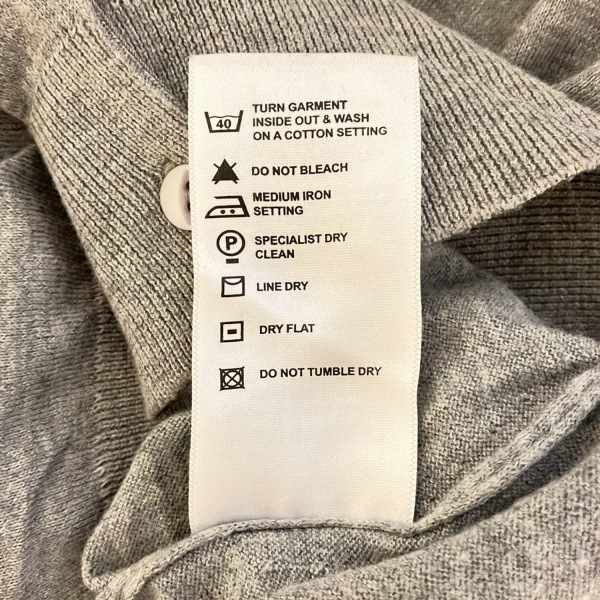 40
TURN GARMENT
INSIDE OUT & WASH
ON A COTTON SETTING
DO NOT BLEACH
MEDIUM IRON
SETTING
P
SPECIALIST DRY
CLEAN
LINE DRY
DRY FLAT
DO NOT TUMBLE DRY